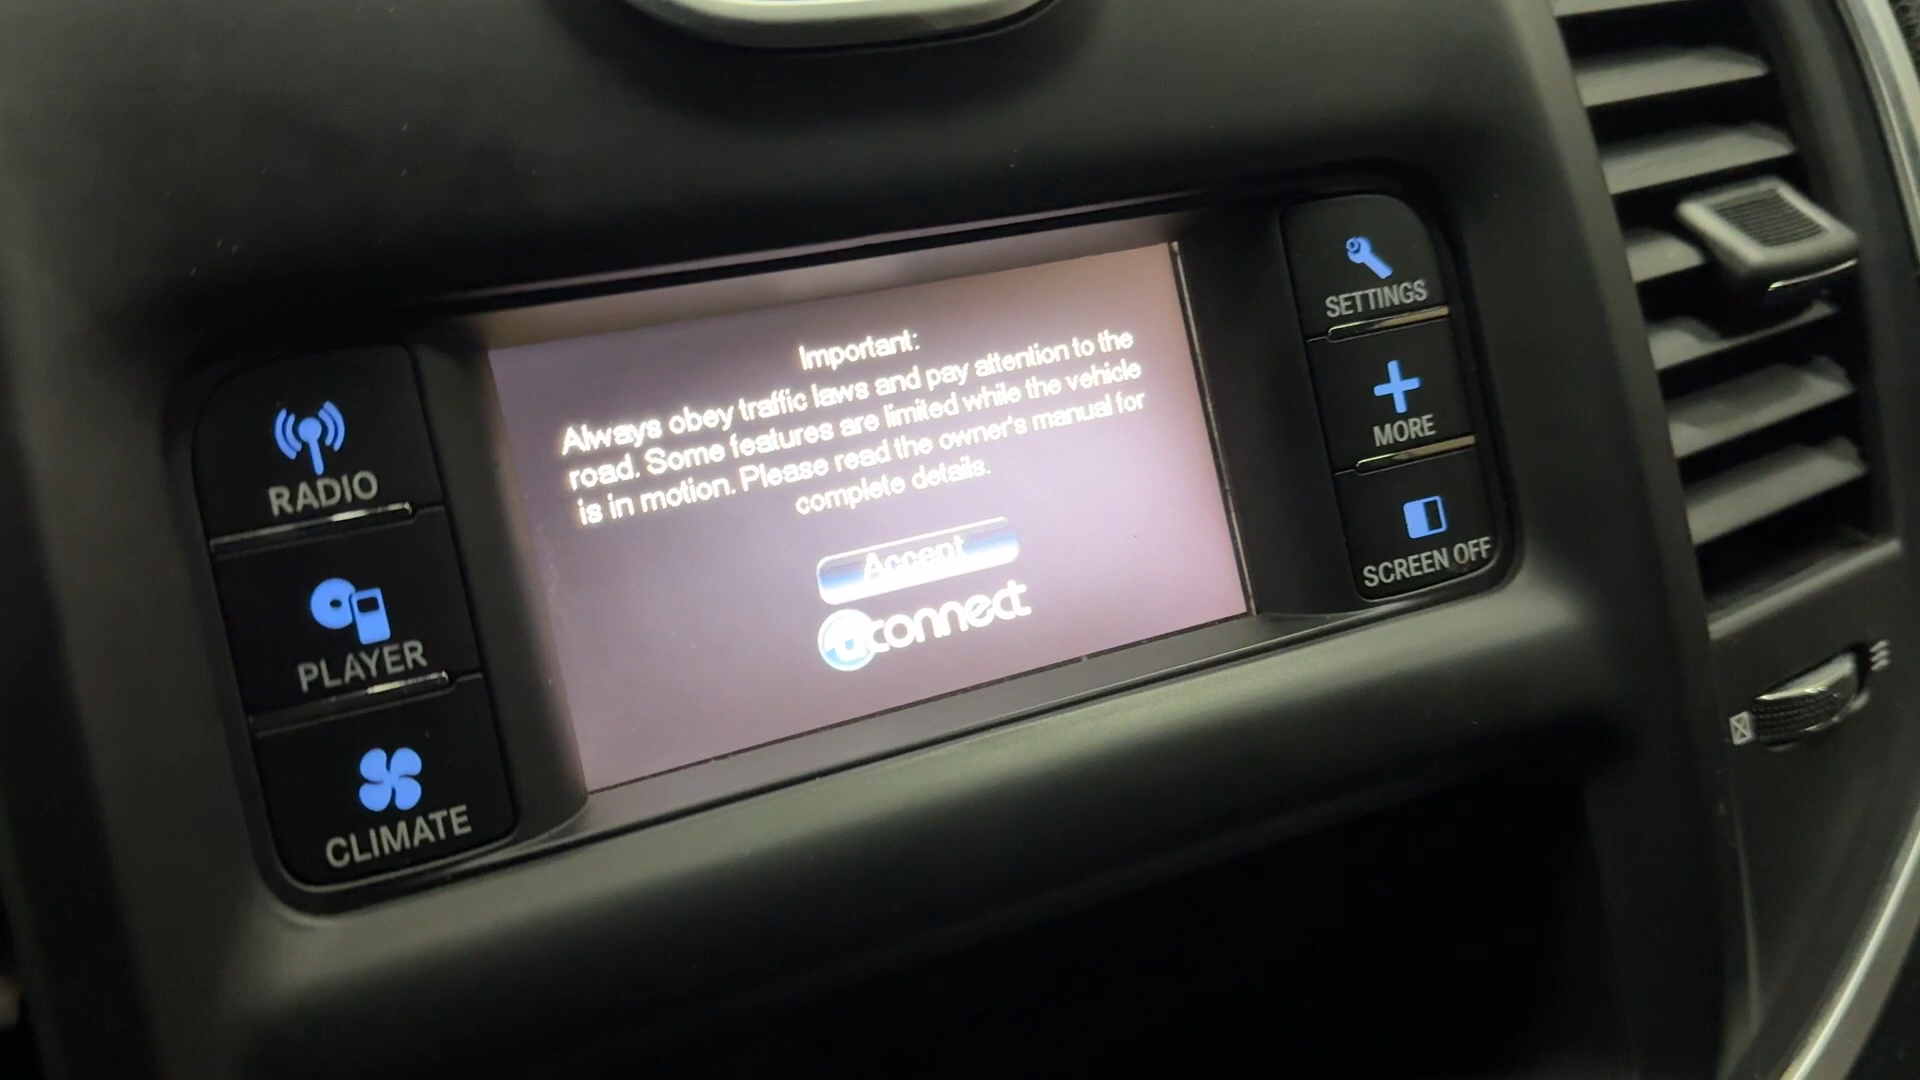 Important:
Always obey traffic laws and pay attention to the
road. Some features are limited while the vehicle
is in motion. Please read the owner's manual for
complete details.
Accept
uconnect
RADIO
PLAYER
CLIMATE
SETTINGS
MORE
SCREEN OFF